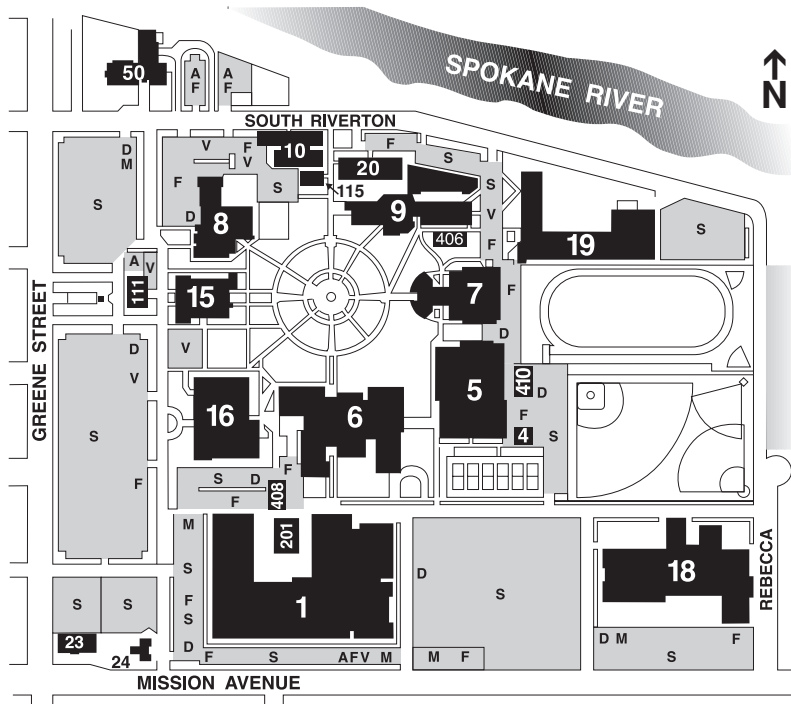 50
A
F
A
F
SPOKANE RIVER
N
SOUTH RIVERTON
D
M
S
V
F
V
F
S
D
10
115
20
F
S
8
9
406
S
V
F
19
S
A
V
111
15
7
F
D
GREENE STREET
D
V
S
F
V
16
6
5
410
D
F
4
S
S
D
F
F
408
201
M
S
F
S
D
1
D
S
M
F
18
REBECCA
D
M
F
S
S
S
23
24
F
S
A F V M
MISSION AVENUE